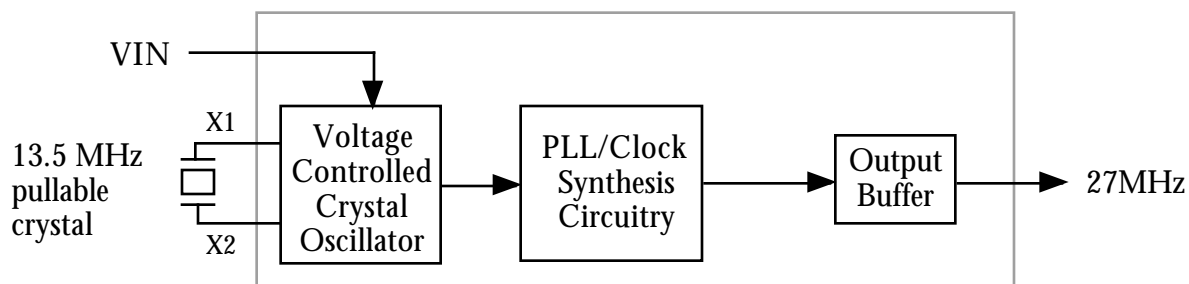 VIN
X1
13.5 MHz
pullable
crystal
X2
Voltage
Controlled
Crystal
Oscillator
PLL/Clock
Synthesis
Circuitry
Output
Buffer
27MHz